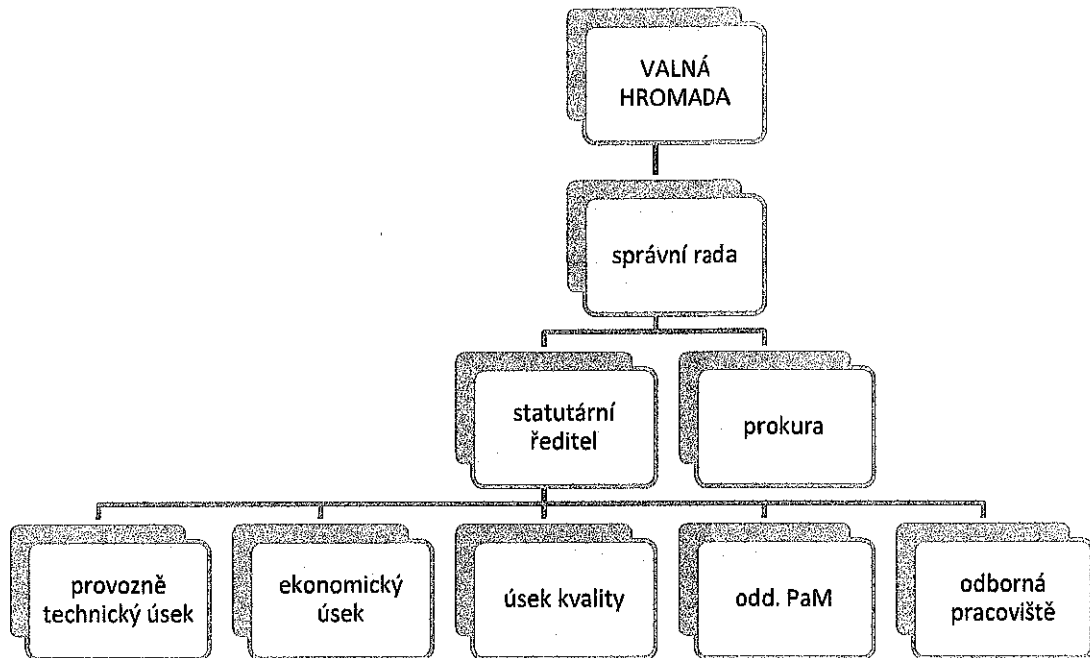 VALNÁ
HROMADA
správní rada
statutární
ředitel
prokura
provozně
technický úsek
ekonomický
úsek
úsek kvality
odd. PaM
odborná
pracoviště